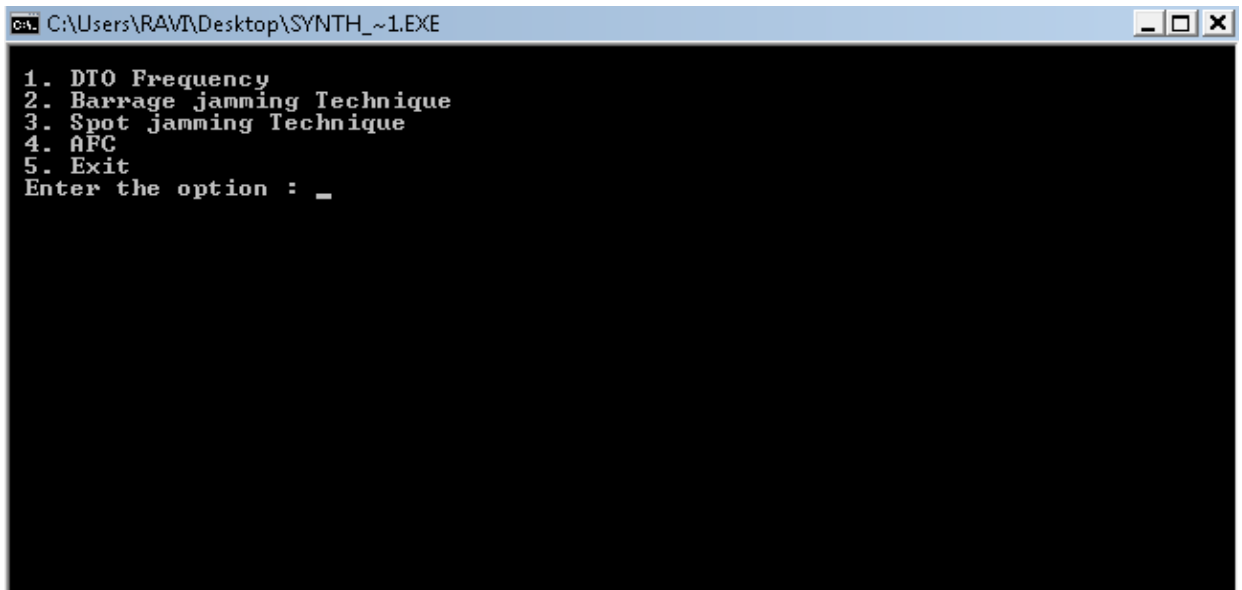 C:\Users\RAVI\Desktop\SYNTH_~1.EXE
1. DTO Frequency
2. Barrage jamming Technique
3. Spot jamming Technique
4. AFC
5. Exit
Enter the option : _